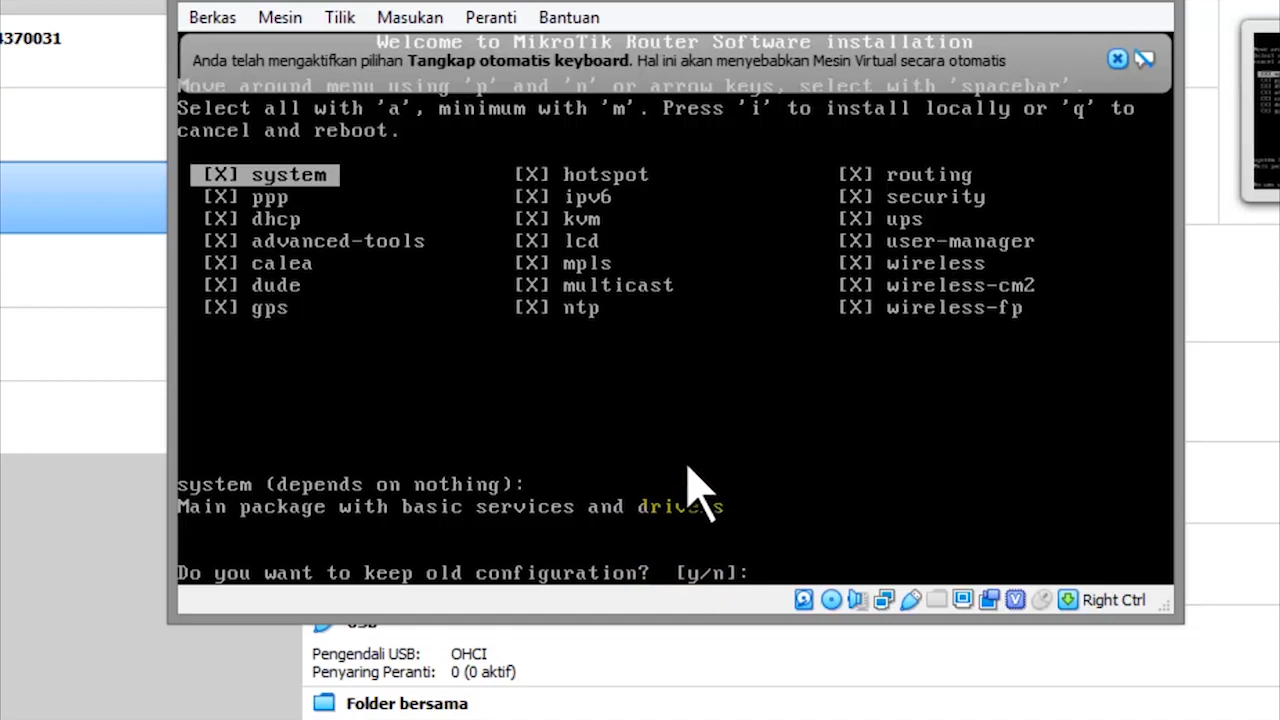 4370031
Berkas Mesin Tilik Masukan Peranti Bantuan
Welcome to MikroTik Router Software installation
Anda telah mengaktifkan pilihan Tangkap otomatis keyboard. Hal ini akan menyebabkan Mesin Virtual secara otomatis
Move around menu using 'p' and 'n' or arrow keys, select with 'spacebar'.
Select all with 'a', minimum with 'm'. Press 'i' to install locally or 'q' to
cancel and reboot.
[X] system [X] hotspot [X] routing
[X] ppp [X] ipv6 [X] security
[X] dhcp [X] kvm [X] ups
[X] advanced-tools [X] lcd [X] user-manager
[X] calea [X] mpls [X] wireless
[X] dude [X] multicast [X] wireless-cm2
[X] gps [X] ntp [X] wireless-fp
system (depends on nothing):
Main package with basic services and drivers
Do you want to keep old configuration? [y/n]:
Right Ctrl
USB
Pengendali USB: OHCI
Penyaring Peranti: 0 (0 aktif)
Folder bersama